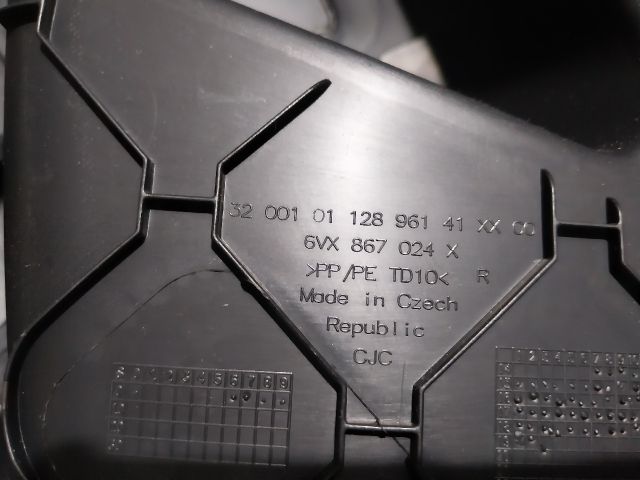 32 001 01 128 961 41 XX 00
6VX 867 024 X
>PP/PE TD10< R
Made in Czech
Republic
CJC